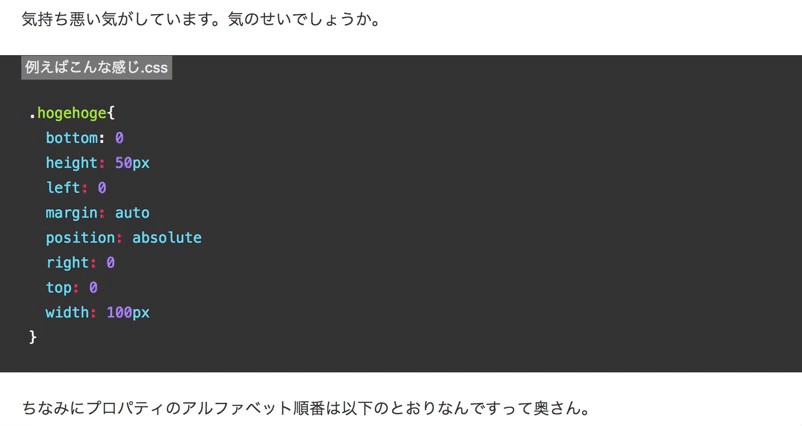 気持ち悪い気がしています。気のせいでしょうか。
例えばこんな感じ.css
.hogehoge{
  bottom: 0
  height: 50px
  left: 0
  margin: auto
  position: absolute
  right: 0
  top: 0
  width: 100px
}
ちなみにプロパティのアルファベット順番は以下のとおりなんですって奥さん。